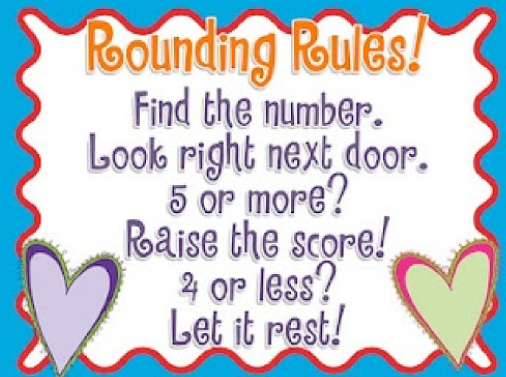 Rounding Rules!
Find the number.
Look right next door.
5 or more?
Raise the score!
4 or less?
Let it rest!